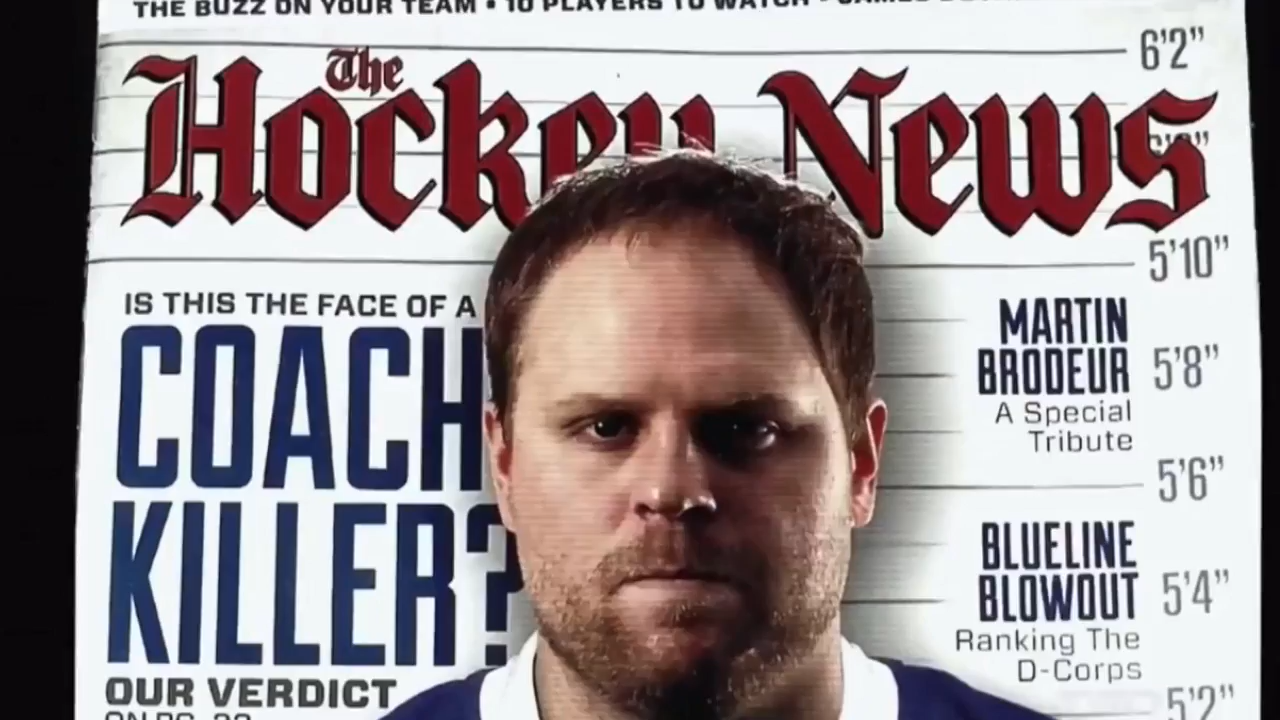 THE BUZZ ON YOUR TEAM • 10 PLAYERS TO WATCH •
6'2"
The
Hockey News
5'10"
IS THIS THE FACE OF A
COACH
KILLER?
MARTIN
BRODEUR
5'8"
A Special
Tribute
5'6"
BLUELINE
BLOWOUT
5'4"
Ranking The
D-Corps
OUR VERDICT
5'2"